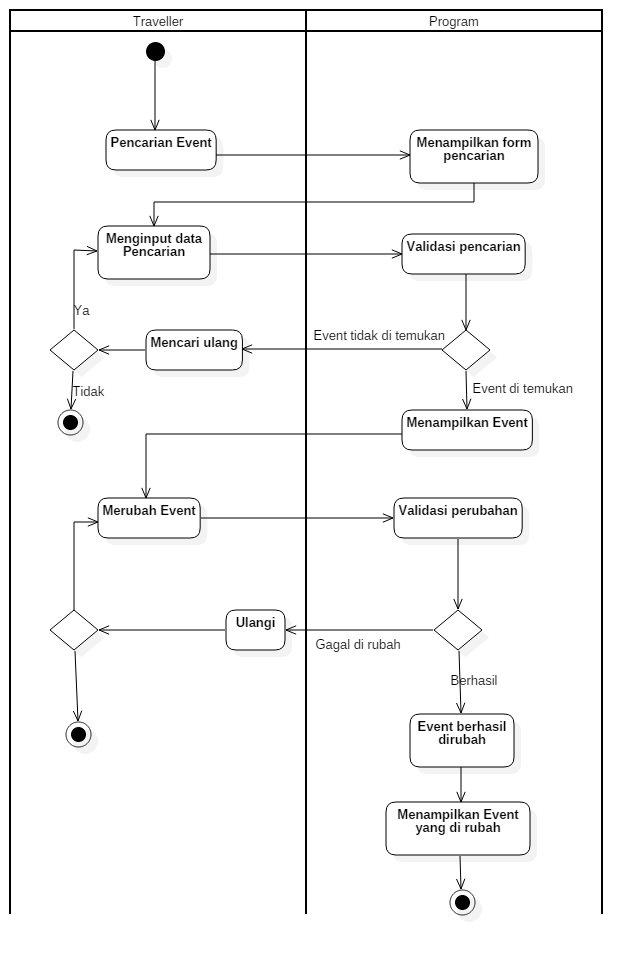 Traveller
Program
Pencarian Event
Menampilkan form
pencarian
Menginput data
Pencarian
Validasi pencarian
Ya
Mencari ulang
Event tidak di temukan
Tidak
Event di temukan
Menampilkan Event
Merubah Event
Validasi perubahan
Ulangi
Gagal di rubah
Berhasil
Event berhasil
dirubah
Menampilkan Event
yang di rubah